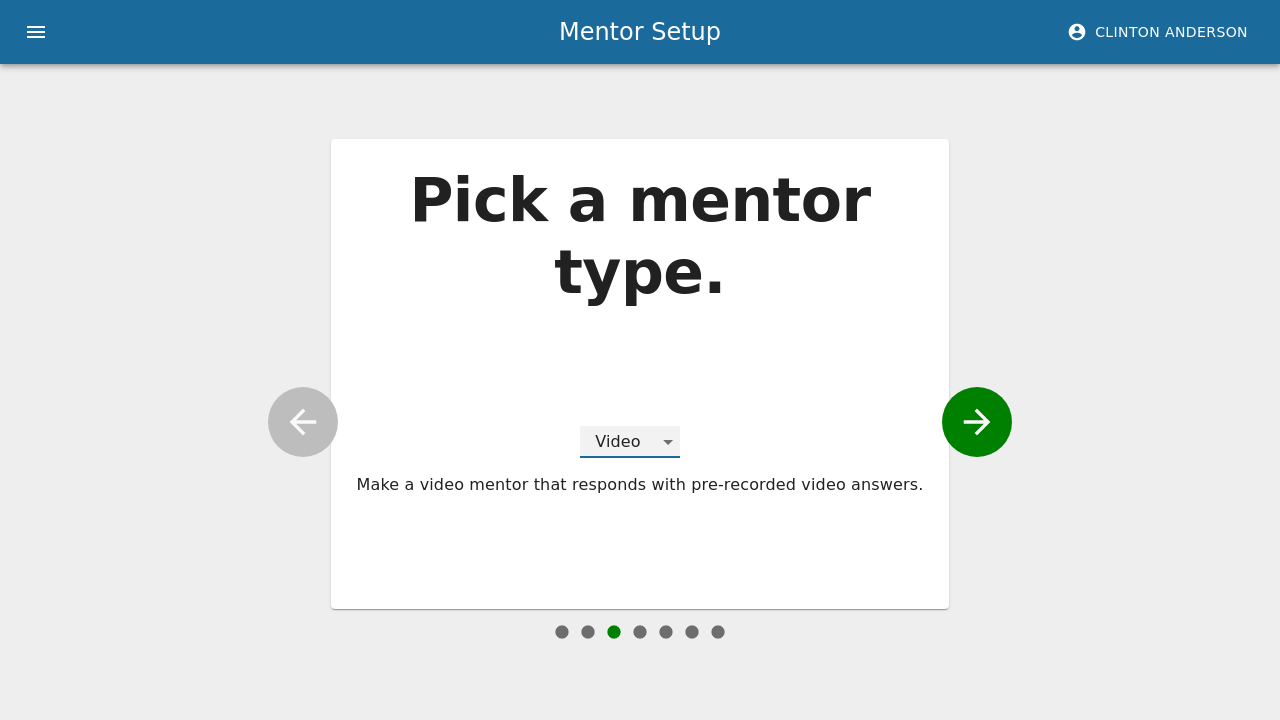 Mentor Setup
CLINTON ANDERSON
Pick a mentor
type.
Video
Make a video mentor that responds with pre-recorded video answers.